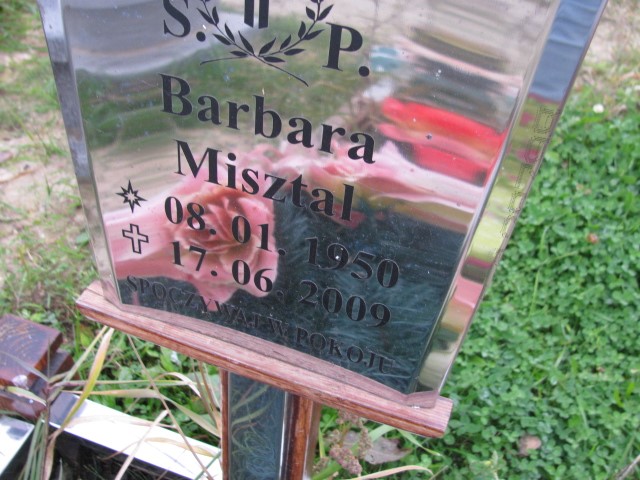 S. P.
Barbara
Misztal
08. 01. 1950
17. 06. 2009
SPOCZYWAJ W POKOJU